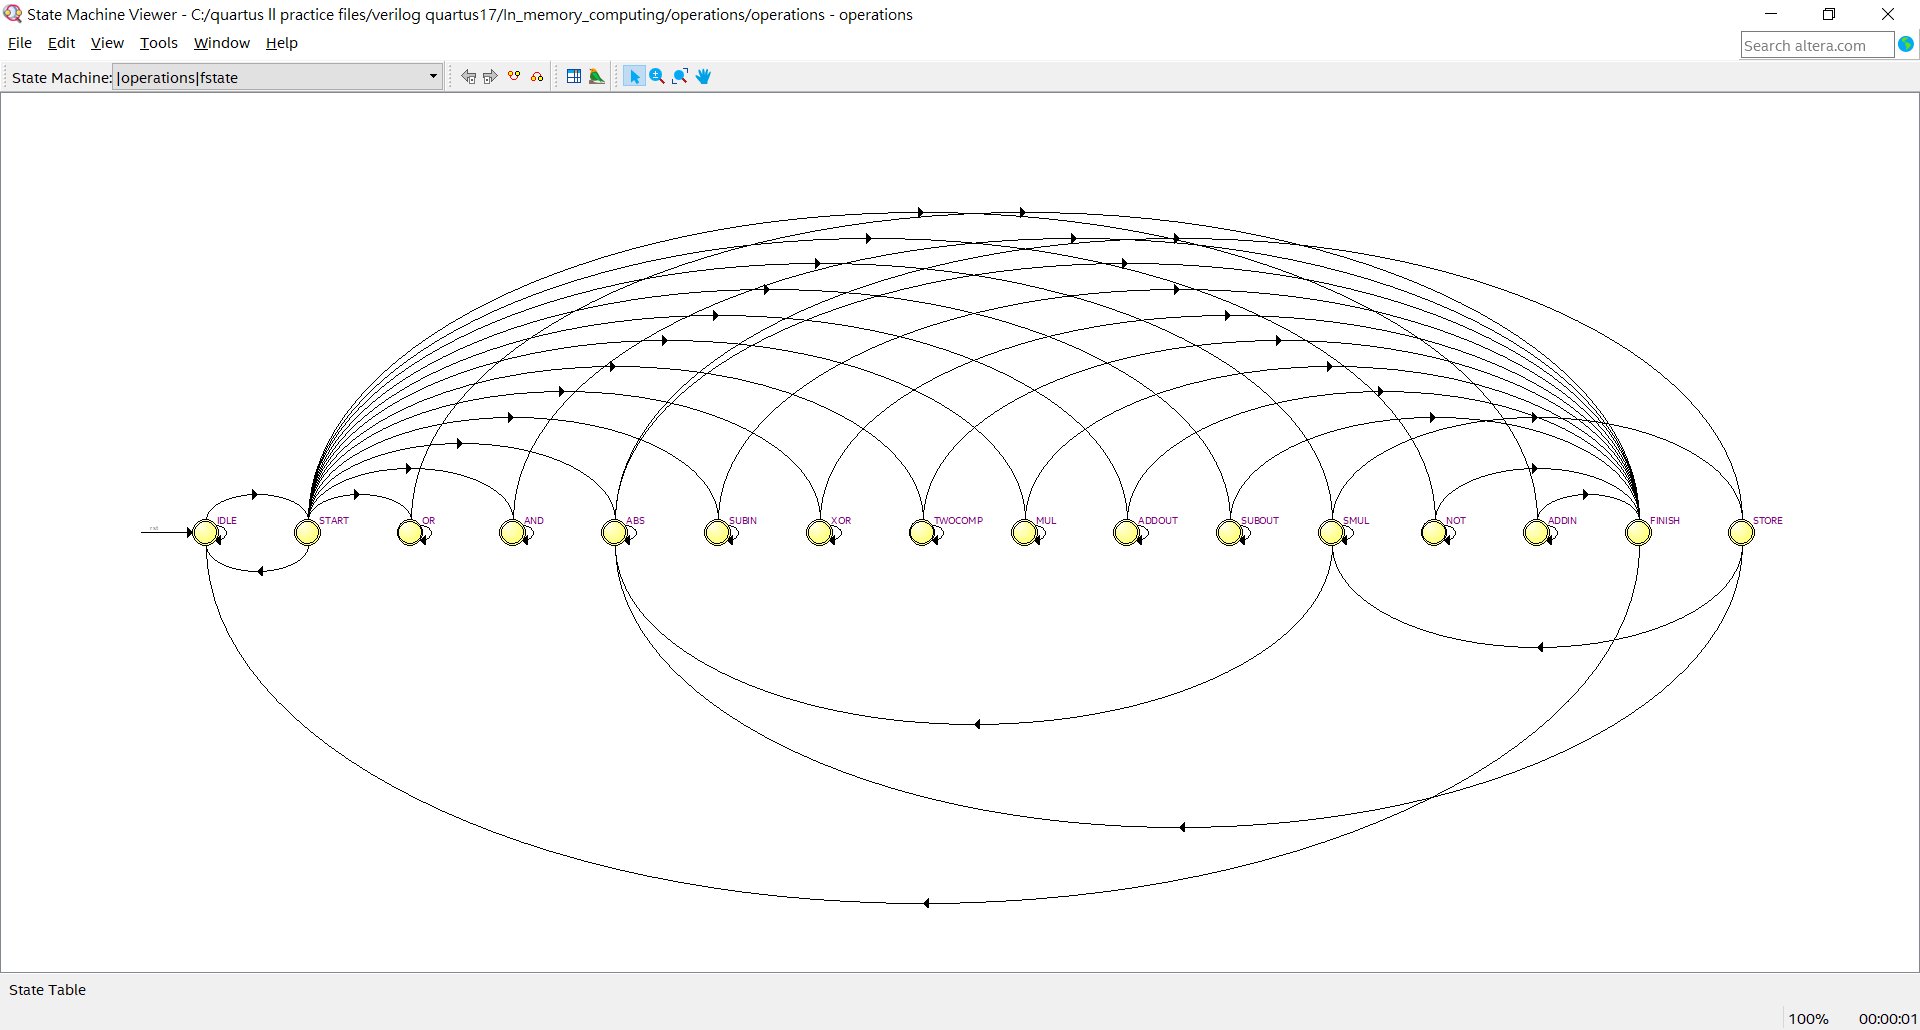 State Machine Viewer - C:/quartus ll practice files/verilog quartus17/In_memory_computing/operations/operations - operations
File Edit View Tools Window Help
Search altera.com
State Machine: |operations|fstate
rst
IDLE START OR AND ABS SUBIN XOR TWOCOMP MUL ADDOUT SUBOUT SMUL NOT ADDIN FINISH STORE
State Table
100% 00:00:01